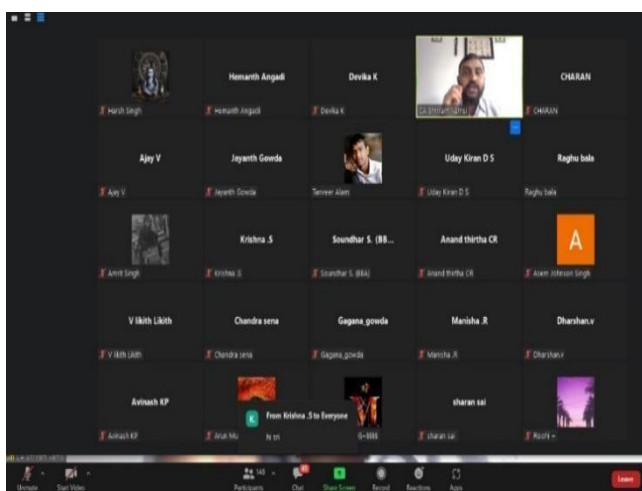 Hemanth Angadi
Devika K
CHARAN
Harsh Singh
Hemanth Angadi
Devika K
CHARAN
Ajay V
Jayanth Gowda
Uday Kiran D S
Raghu bala
Ajay V
Jayanth Gowda
Tanveer Alam
Uday Kiran D S
Raghu bala
Krishna .S
Soundhar S. (BB...
Anand thirtha CR
A
Amrit Singh
Krishna .S
Soundhar S. (BBA)
Anand thirtha CR
Asem Johnson Singh
V likith Likith
Chandra sena
Gagana_gowda
Manisha .R
Dharshan.v
V likith Likith
Chandra sena
Gagana_gowda
Manisha .R
Dharshan.v
Avinash KP
sharan sai
K
From Krishna .S to Everyone
Avinash KP
sharan sai
Unmute
Start Video
Participants
Chat
Share Screen
Record
Reactions
Apps
Leave